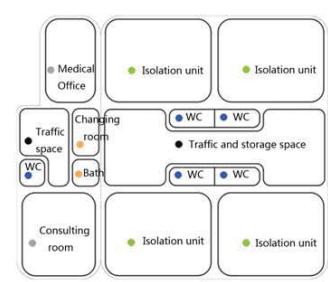 Medical
Office
Isolation unit
Isolation unit
Changing
room
WC
WC
Traffic
space
Traffic and storage space
WC
Bath
WC
WC
Consulting
room
Isolation unit
Isolation unit